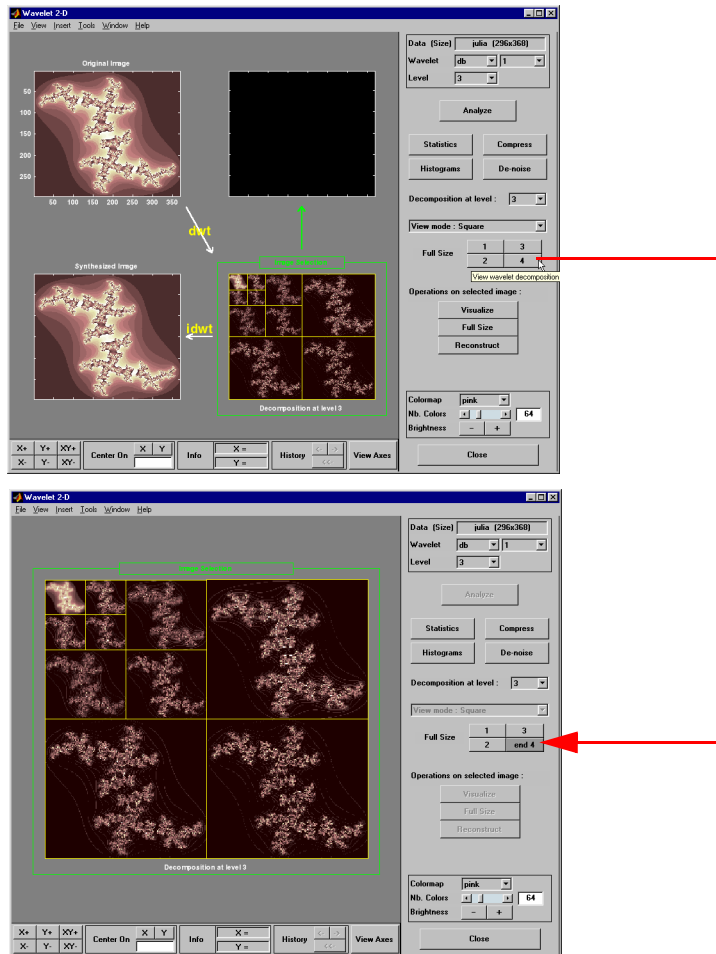 Wavelet 2-D
File View Insert Tools Window Help
Original Image
50
100
150
200
250
50 100 150 200 250 300 350
dwt
Synthesized Image
idwt
Image Selection
Decomposition at level 3
Data (Size) julia (296x368)
Wavelet db 1
Level 3
Analyze
Statistics Compress
Histograms De-noise
Decomposition at level : 3
View mode : Square
Full Size
1 3
2 4
View wavelet decomposition
Operations on selected image :
Visualize
Full Size
Reconstruct
Colormap pink
Nb. Colors 64
Brightness - +
Close
X+ Y+ XY+
X- Y- XY-
Center On X Y
Info X =
Y =
History <- ->
<<-
View Axes
Wavelet 2-D
File View Insert Tools Window Help
Image Selection
Decomposition at level 3
Data (Size) julia (296x368)
Wavelet db 1
Level 3
Analyze
Statistics Compress
Histograms De-noise
Decomposition at level : 3
View mode : Square
Full Size
1 3
2 end 4
Operations on selected image :
Visualize
Full Size
Reconstruct
Colormap pink
Nb. Colors 64
Brightness - +
Close
X+ Y+ XY+
X- Y- XY-
Center On X Y
Info X =
Y =
History <- ->
<<-
View Axes